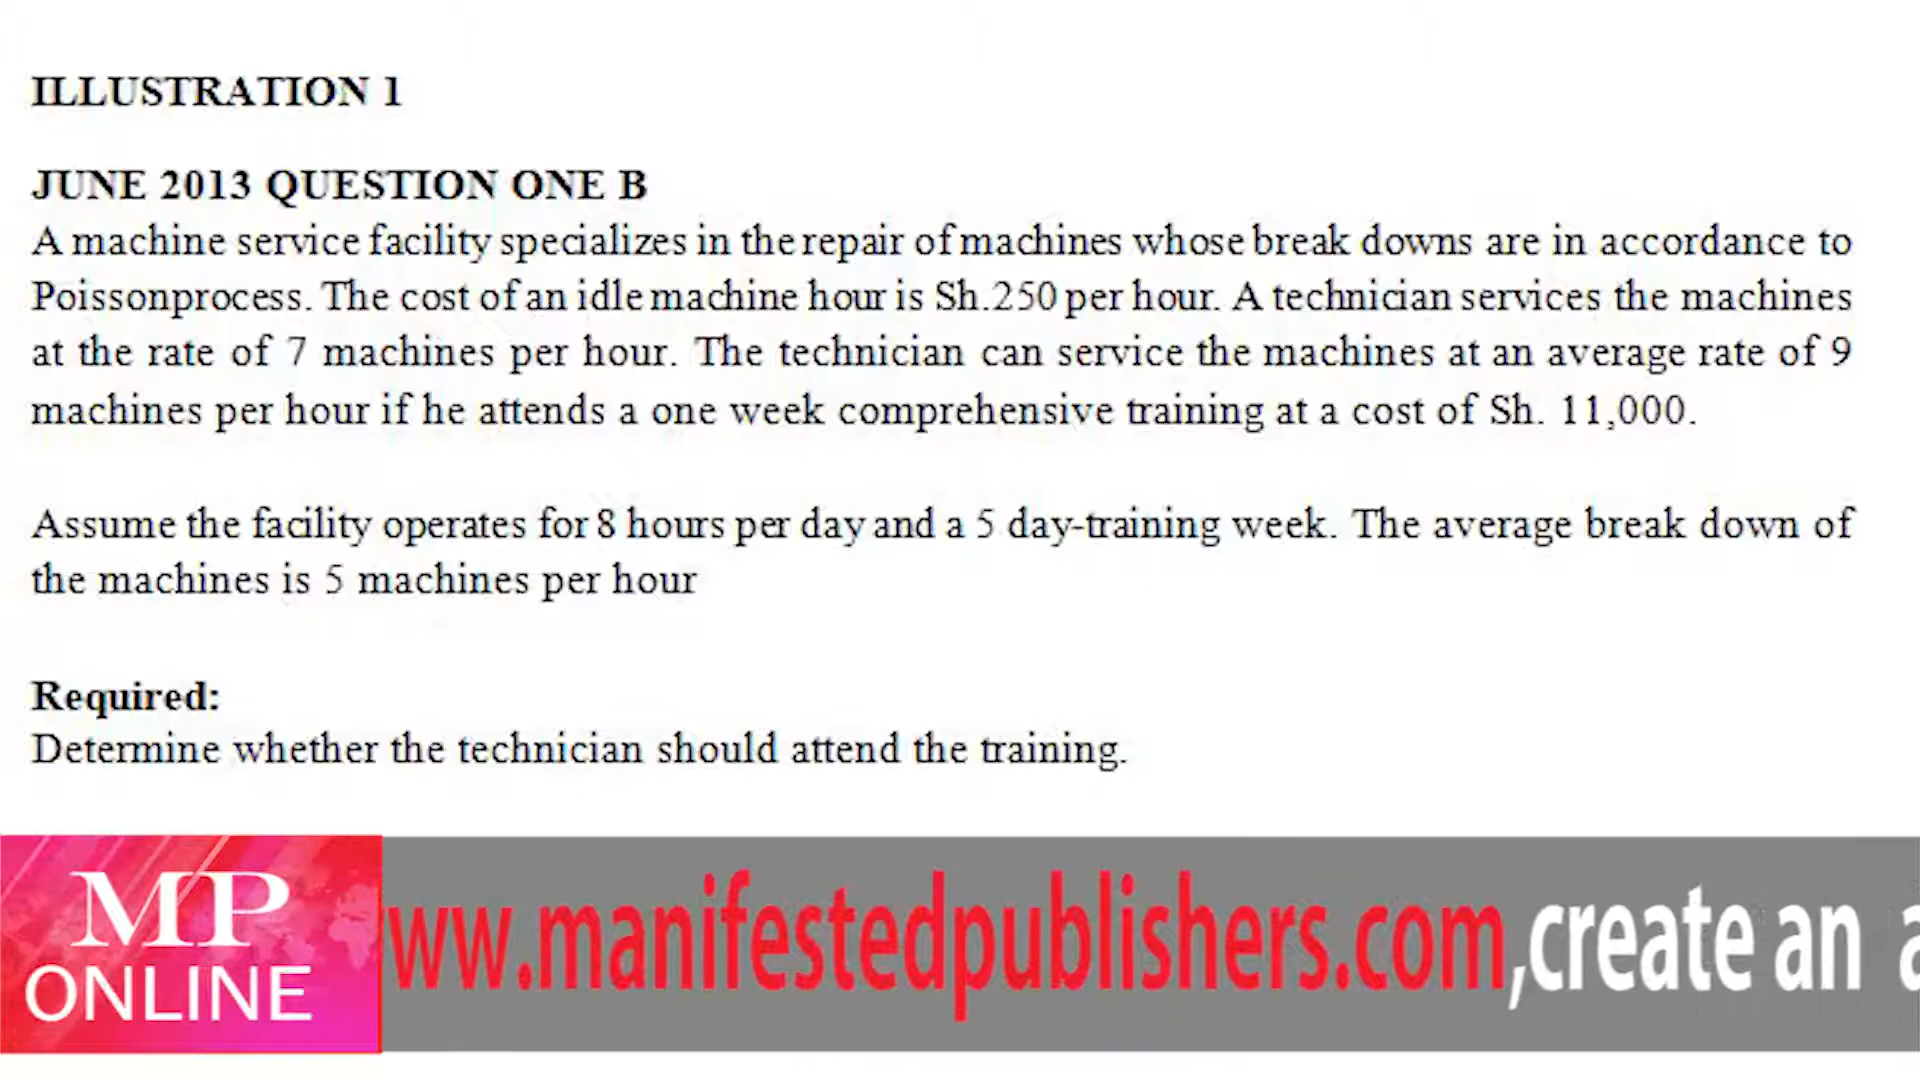 ILLUSTRATION 1
JUNE 2013 QUESTION ONE B
A machine service facility specializes in the repair of machines whose break downs are in accordance to
Poissonprocess. The cost of an idle machine hour is Sh.250 per hour. A technician services the machines
at the rate of 7 machines per hour. The technician can service the machines at an average rate of 9
machines per hour if he attends a one week comprehensive training at a cost of Sh. 11,000.
Assume the facility operates for 8 hours per day and a 5 day-training week. The average break down of
the machines is 5 machines per hour
Required:
Determine whether the technician should attend the training.
MP
ONLINE
ww.manifestedpublishers.com,create an a